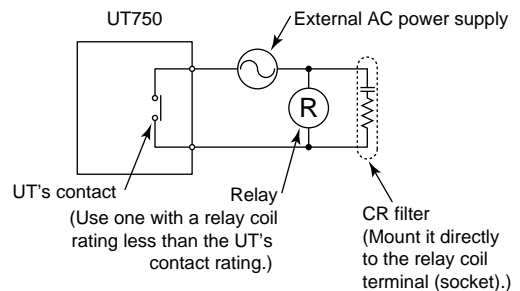 UT750
External AC power supply
R
UT's contact
(Use one with a relay coil
rating less than the UT's
contact rating.)
Relay
CR filter
(Mount it directly
to the relay coil
terminal (socket).)